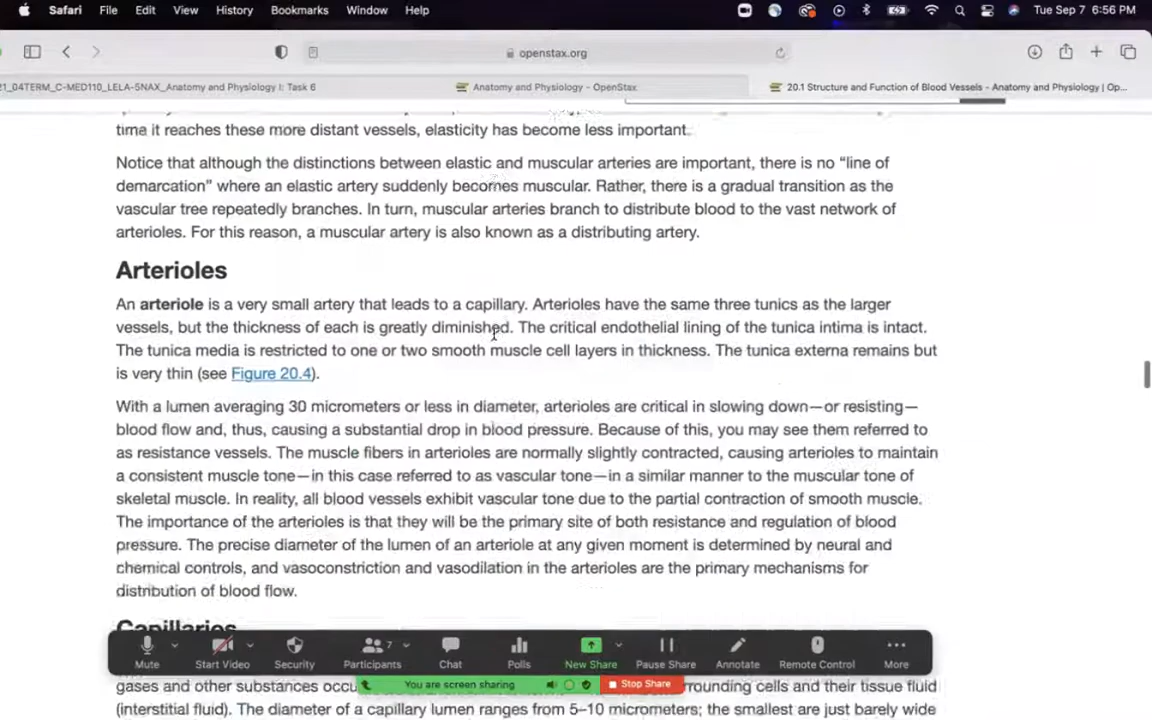 Safari File Edit View History Bookmarks Window Help Tue Sep 7 6:56 PM
openstax.org
21_04TERM_C-MED110_LELA-5NAX_Anatomy and Physiology I: Task 6 Anatomy and Physiology - OpenStax 20.1 Structure and Function of Blood Vessels - Anatomy and Physiology | Op...
time it reaches these more distant vessels, elasticity has become less important.
Notice that although the distinctions between elastic and muscular arteries are important, there is no “line of
demarcation” where an elastic artery suddenly becomes muscular. Rather, there is a gradual transition as the
vascular tree repeatedly branches. In turn, muscular arteries branch to distribute blood to the vast network of
arterioles. For this reason, a muscular artery is also known as a distributing artery.
Arterioles
An arteriole is a very small artery that leads to a capillary. Arterioles have the same three tunics as the larger
vessels, but the thickness of each is greatly diminished. The critical endothelial lining of the tunica intima is intact.
The tunica media is restricted to one or two smooth muscle cell layers in thickness. The tunica externa remains but
is very thin (see Figure 20.4).
With a lumen averaging 30 micrometers or less in diameter, arterioles are critical in slowing down—or resisting—
blood flow and, thus, causing a substantial drop in blood pressure. Because of this, you may see them referred to
as resistance vessels. The muscle fibers in arterioles are normally slightly contracted, causing arterioles to maintain
a consistent muscle tone—in this case referred to as vascular tone—in a similar manner to the muscular tone of
skeletal muscle. In reality, all blood vessels exhibit vascular tone due to the partial contraction of smooth muscle.
The importance of the arterioles is that they will be the primary site of both resistance and regulation of blood
pressure. The precise diameter of the lumen of an arteriole at any given moment is determined by neural and
chemical controls, and vasoconstriction and vasodilation in the arterioles are the primary mechanisms for
distribution of blood flow.
Capillaries
7
Mute Start Video Security Participants Chat Polls New Share Pause Share Annotate Remote Control More
You are screen sharing Stop Share
gases and other substances occu rrounding cells and their tissue fluid
(interstitial fluid). The diameter of a capillary lumen ranges from 5–10 micrometers; the smallest are just barely wide